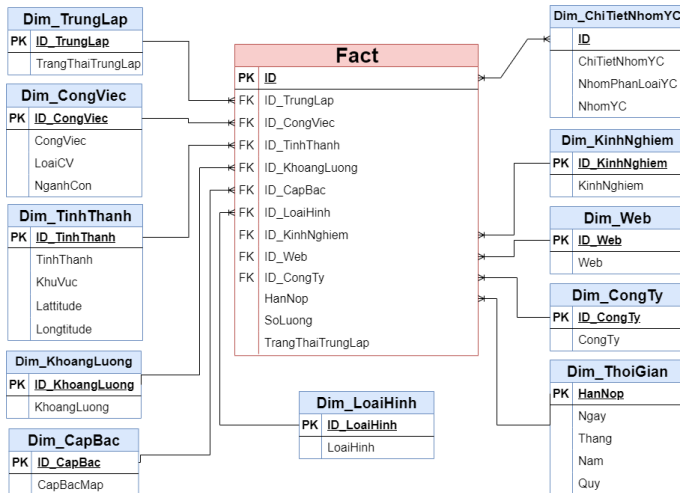 Dim_TrungLap
PK ID_TrungLap
TrangThaiTrungLap
Dim_CongViec
PK ID_CongViec
CongViec
LoaiCV
NganhCon
Dim_TinhThanh
PK ID_TinhThanh
TinhThanh
KhuVuc
Lattitude
Longtitude
Dim_KhoangLuong
PK ID_KhoangLuong
KhoangLuong
Dim_CapBac
PK ID_CapBac
CapBacMap
Fact
PK ID
FK ID_TrungLap
FK ID_CongViec
FK ID_TinhThanh
FK ID_KhoangLuong
FK ID_CapBac
FK ID_LoaiHinh
FK ID_KinhNghiem
FK ID_Web
FK ID_CongTy
HanNop
SoLuong
TrangThaiTrungLap
Dim_LoaiHinh
PK ID_LoaiHinh
LoaiHinh
Dim_ChiTietNhomYC
PK ID
ChiTietNhomYC
NhomPhanLoaiYC
NhomYC
Dim_KinhNghiem
PK ID_KinhNghiem
KinhNghiem
Dim_Web
PK ID_Web
Web
Dim_CongTy
PK ID_CongTy
CongTy
Dim_ThoiGian
PK HanNop
Ngay
Thang
Nam
Quy